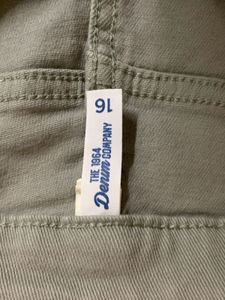 16
THE 1964
Denim
COMPANY